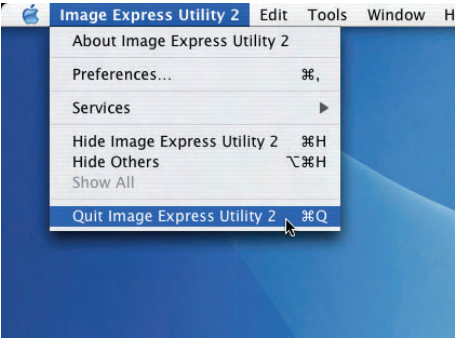 Image Express Utility 2 Edit Tools Window H
About Image Express Utility 2
Preferences... ⌘,
Services ▶
Hide Image Express Utility 2 ⌘H
Hide Others ⌥⌘H
Show All
Quit Image Express Utility 2 ⌘Q